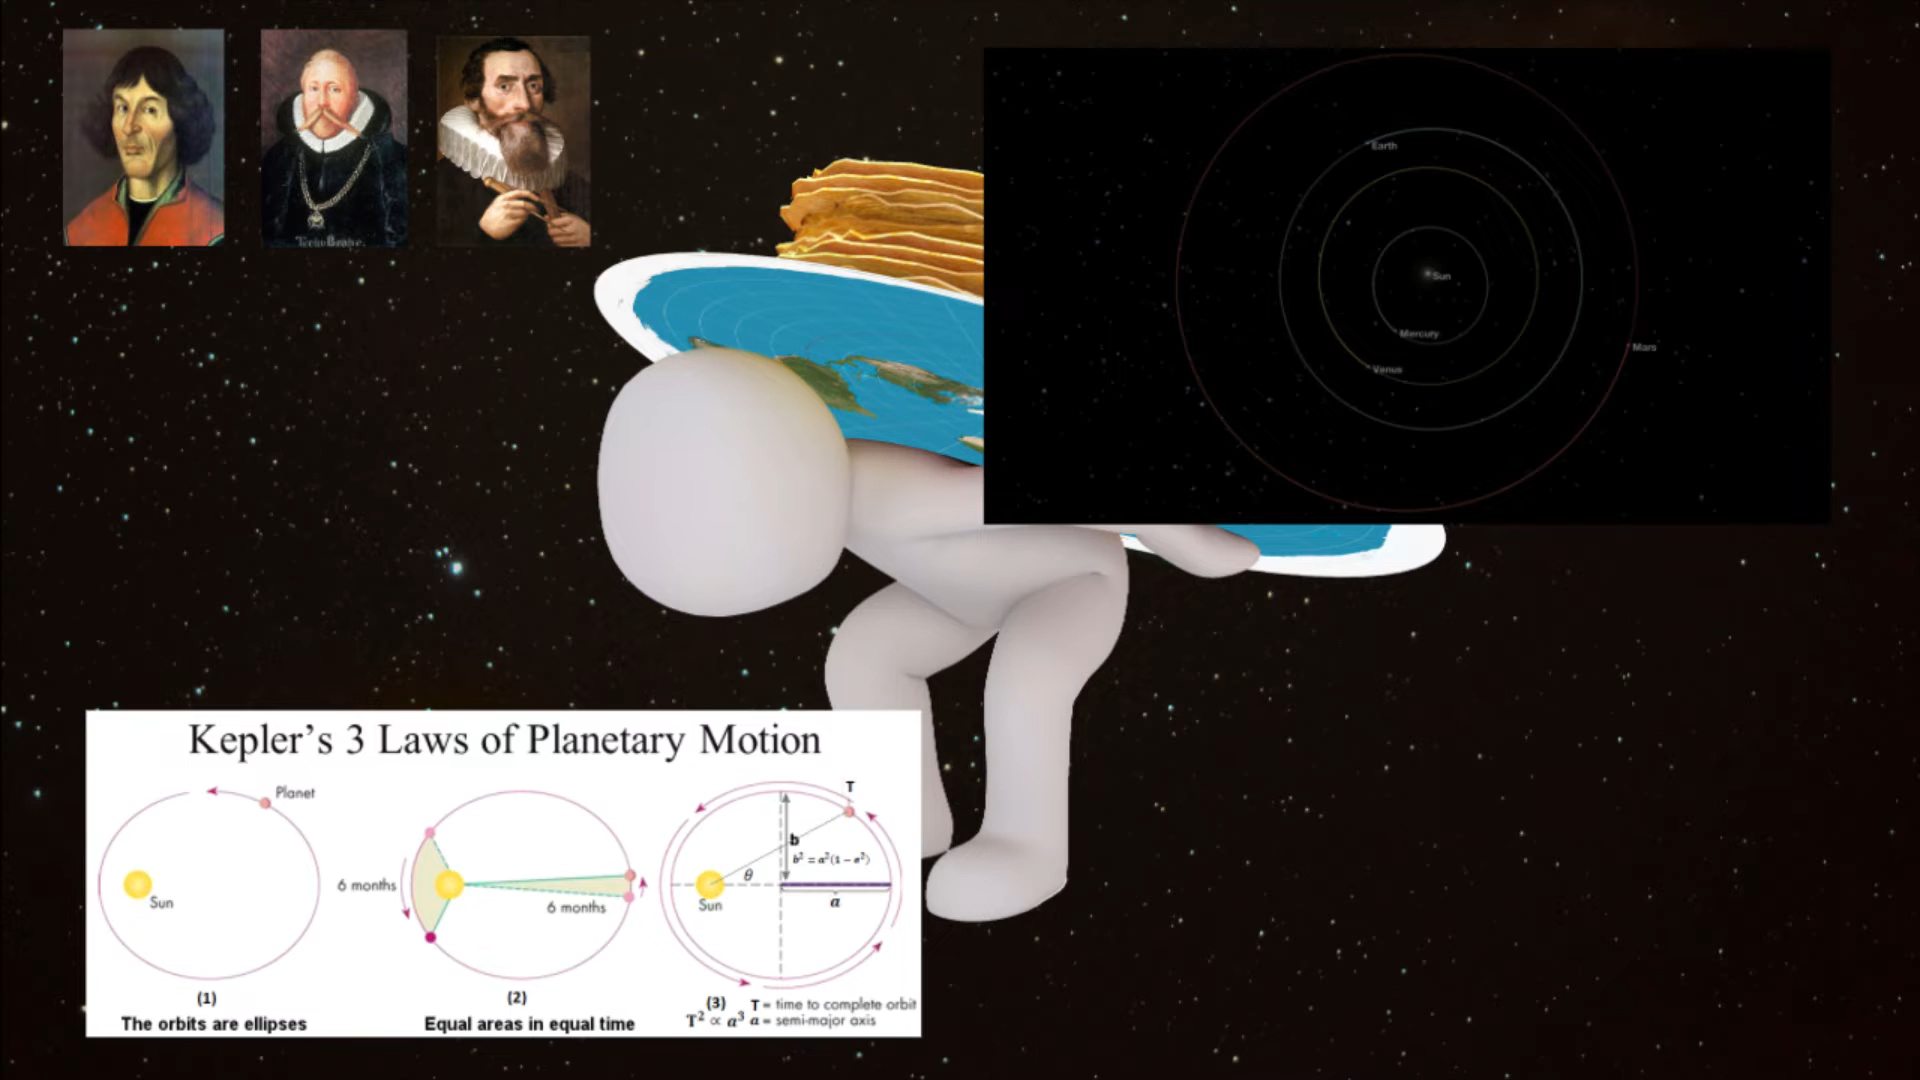 TychoBrahe.
Earth
Sun
Mercury
Venus
Mars
Kepler's 3 Laws of Planetary Motion
Planet
Sun
(1)
The orbits are ellipses
6 months
6 months
(2)
Equal areas in equal time
T
b
b² = a²(1 − e²)
θ
Sun
a
(3) T = time to complete orbit
T² ∝ a³ a = semi-major axis